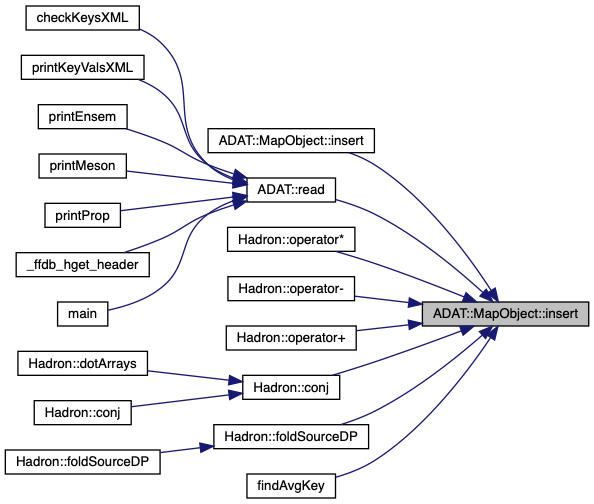 checkKeysXML
printKeyValsXML
printEnsem
ADAT::MapObject::insert
printMeson
ADAT::read
printProp
Hadron::operator*
_ffdb_hget_header
Hadron::operator-
main
ADAT::MapObject::insert
Hadron::operator+
Hadron::dotArrays
Hadron::conj
Hadron::conj
Hadron::foldSourceDP
Hadron::foldSourceDP
findAvgKey